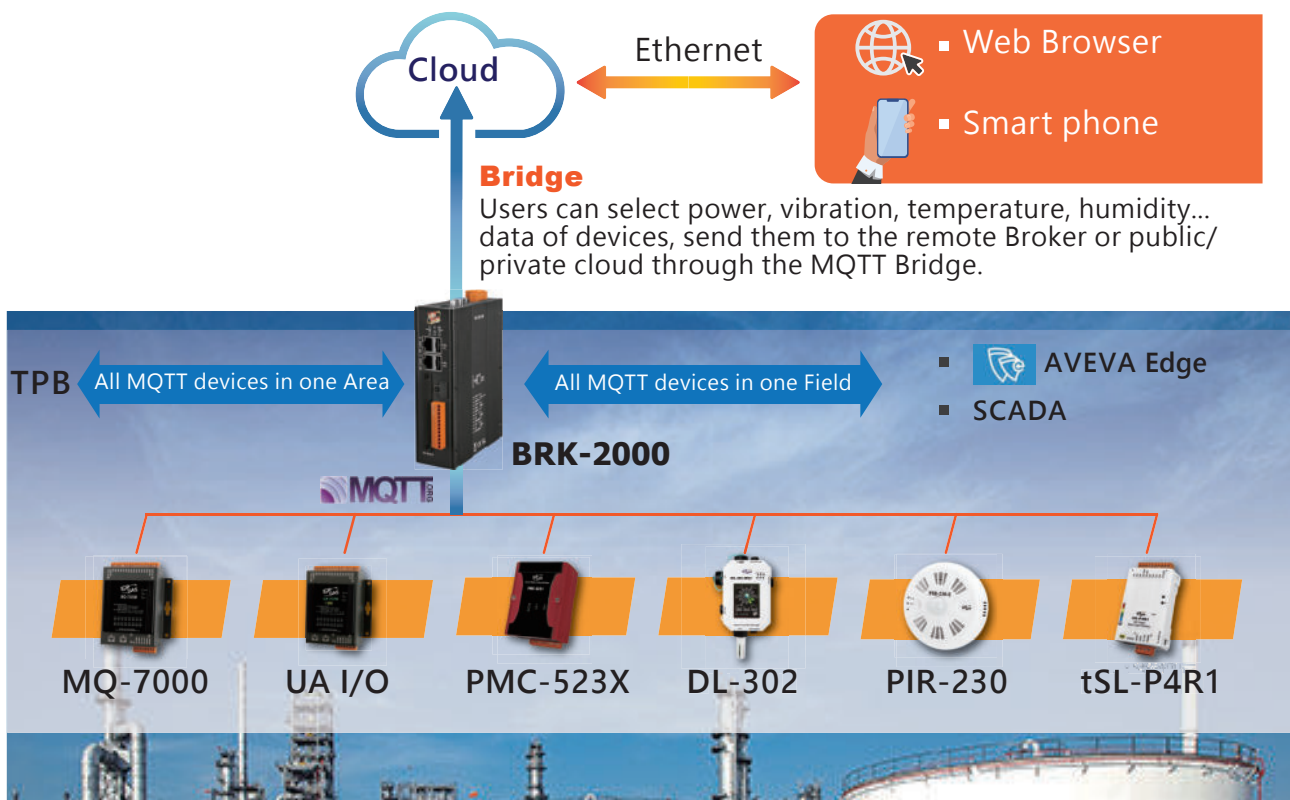 Cloud
Ethernet
▪ Web Browser
▪ Smart phone
Bridge
Users can select power, vibration, temperature, humidity...
data of devices, send them to the remote Broker or public/
private cloud through the MQTT Bridge.
TPB
All MQTT devices in one Area
All MQTT devices in one Field
▪ AVEVA Edge
▪ SCADA
BRK-2000
MQTT.ORG
MQ-7000
UA I/O
PMC-523X
DL-302
PIR-230
tSL-P4R1